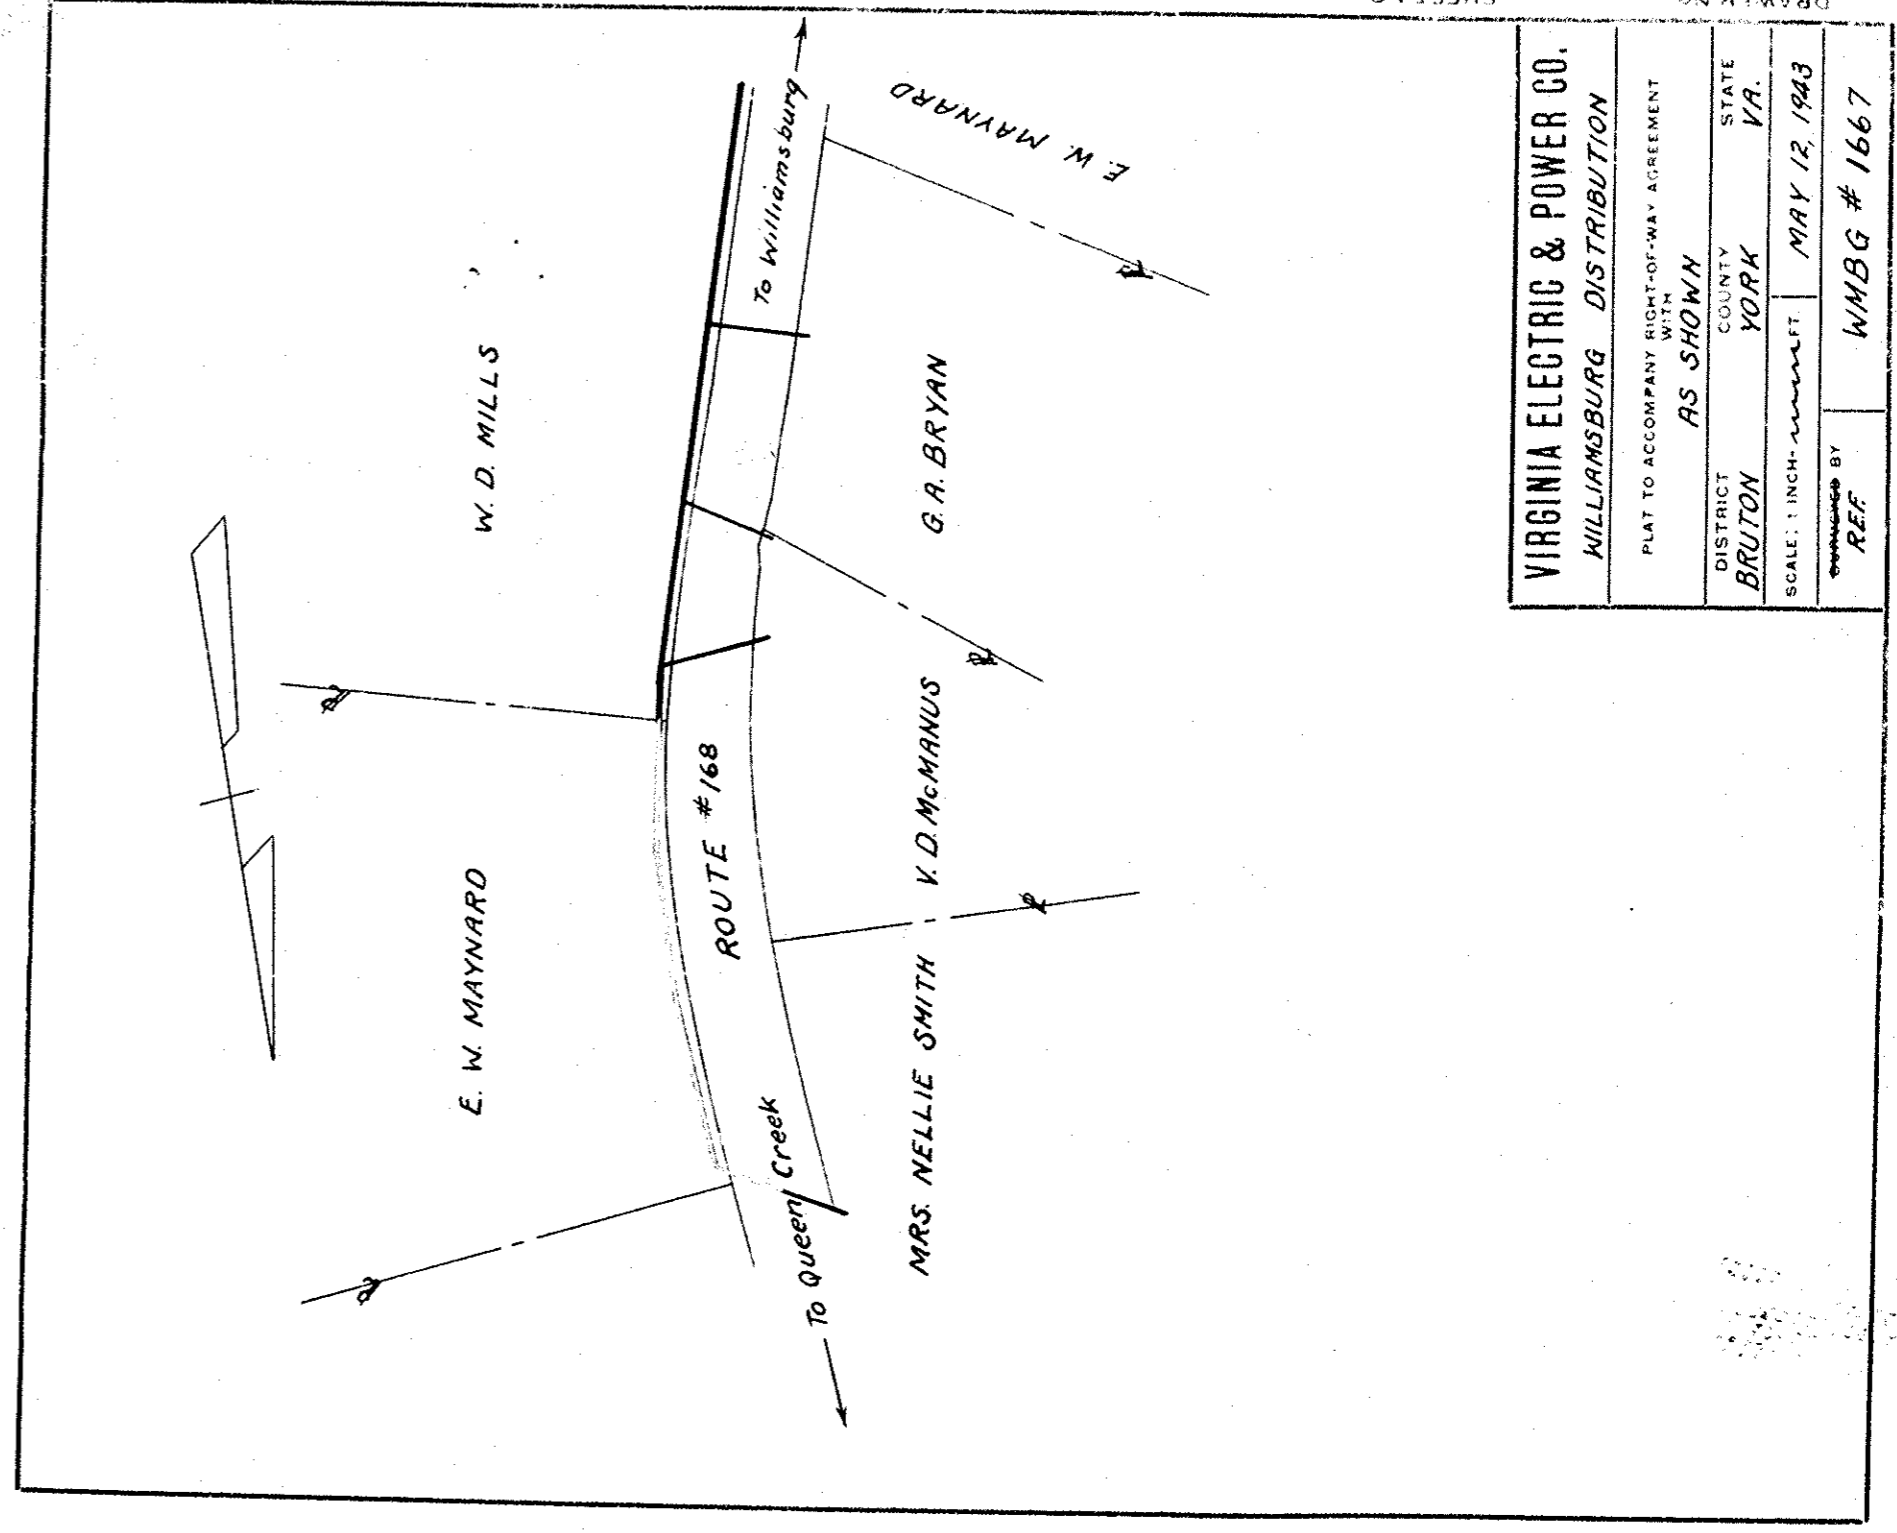 W. D. MILLS
E. W. MAYNARD
To Williamsburg
ROUTE #168
To Queen Creek
E. W. MAYNARD
G. A. BRYAN
V. D. McMANUS
MRS. NELLIE SMITH
VIRGINIA ELECTRIC & POWER CO.
WILLIAMSBURG DISTRIBUTION
PLAT TO ACCOMPANY RIGHT-OF-WAY AGREEMENT
WITH
AS SHOWN
DISTRICT COUNTY STATE
BRUTON YORK VA.
SCALE: 1 INCH- FT. MAY 12, 1943
BY
R.E.F. WMBG # 1667